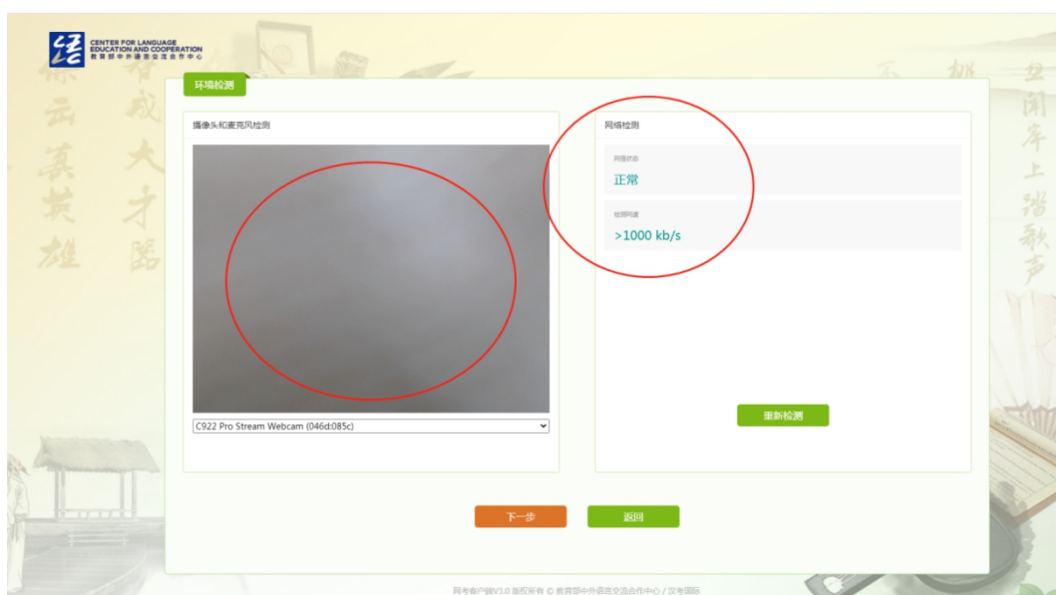 CENTER FOR LANGUAGE
EDUCATION AND COOPERATION
教育部中外语言交流合作中心
环境检测
摄像头和麦克风检测
C922 Pro Stream Webcam (046d:085c)
网络检测
网络状态
正常
检测网速
>1000 kb/s
重新检测
下一步
返回
网考客户端V3.0 版权所有 © 教育部中外语言交流合作中心 / 汉考国际